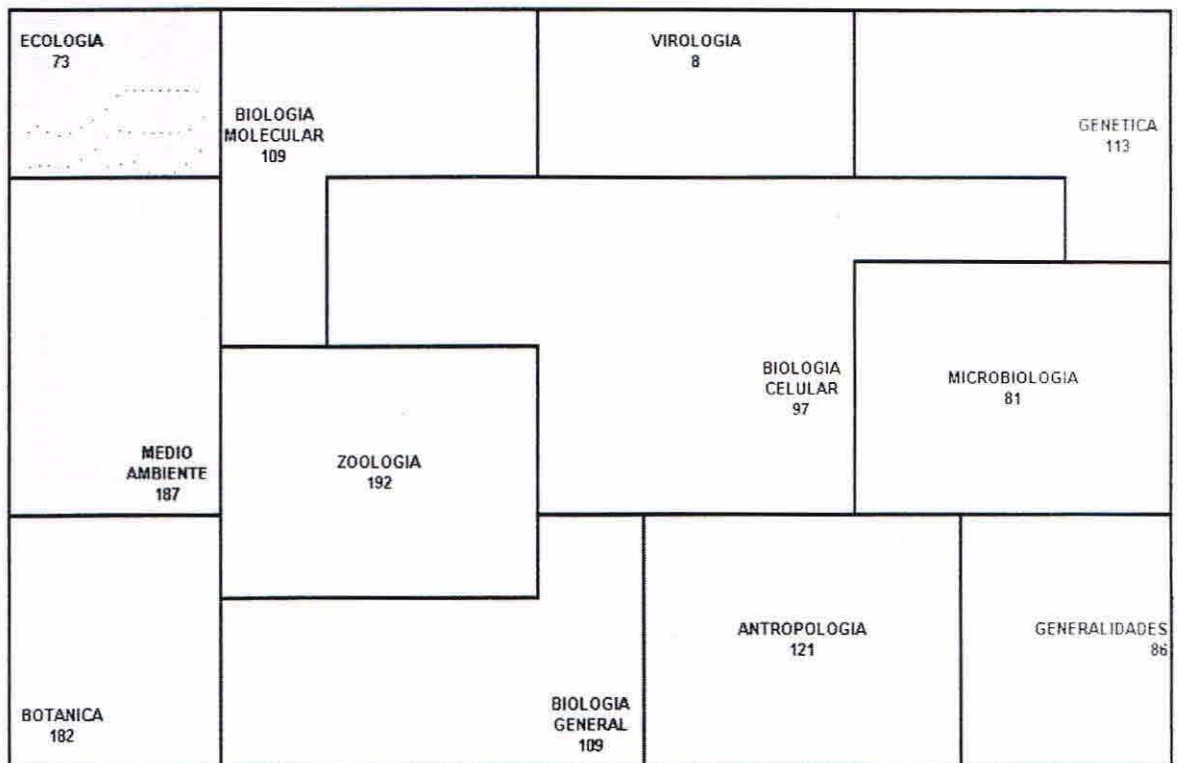 ECOLOGIA
73
VIROLOGIA
8
BIOLOGIA
MOLECULAR
109
GENETICA
113
BIOLOGIA
CELULAR
97
MICROBIOLOGIA
81
MEDIO
AMBIENTE
187
ZOOLOGIA
192
ANTROPOLOGIA
121
GENERALIDADES
86
BOTANICA
182
BIOLOGIA
GENERAL
109